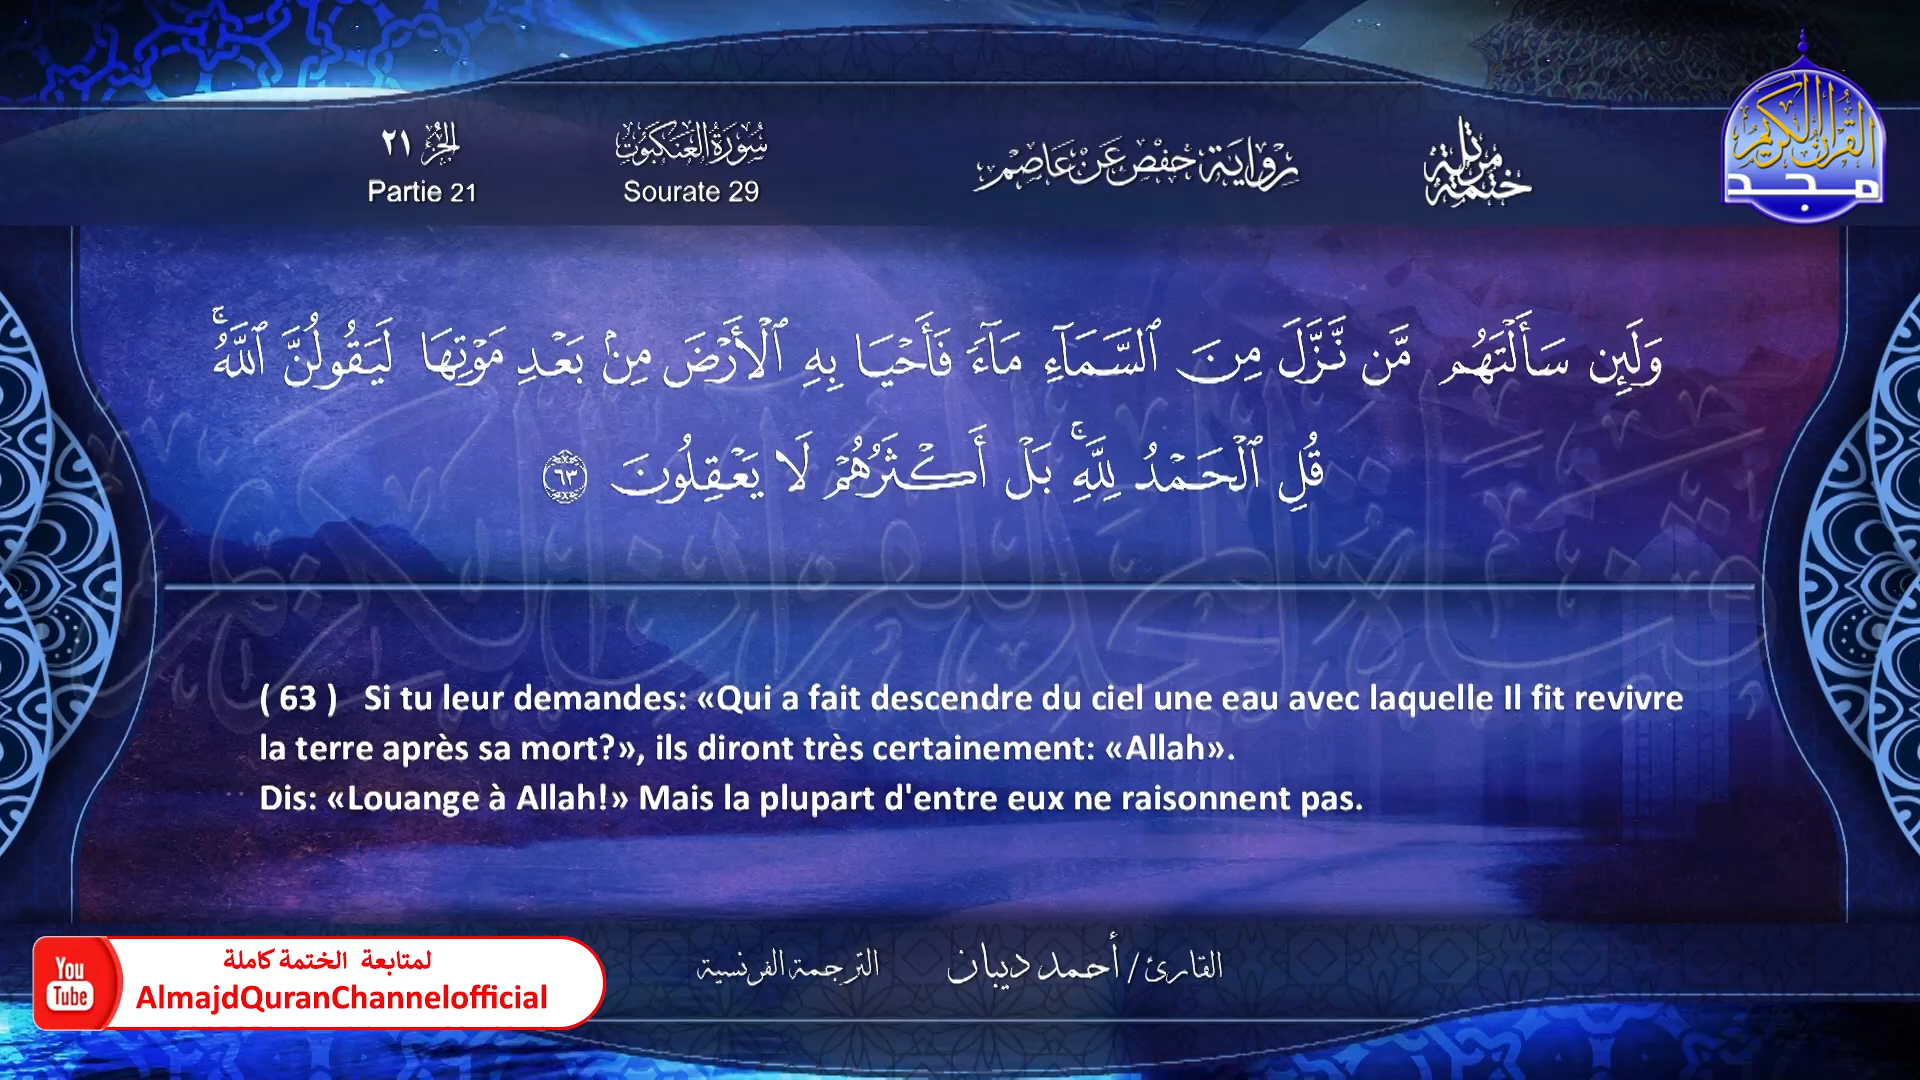 القرآن الكريم
مجد
ختمة مرتلة
رواية حفص عن عاصم
سورة العنكبوت
Sourate 29
الجزء ٢١
Partie 21
وَلَئِن سَأَلْتَهُم مَّن نَّزَّلَ مِنَ ٱلسَّمَآءِ مَآءً فَأَحْيَا بِهِ ٱلْأَرْضَ مِنۢ بَعْدِ مَوْتِهَا لَيَقُولُنَّ ٱللَّهُ ۚ
قُلِ ٱلْحَمْدُ لِلَّهِ ۚ بَلْ أَكْثَرُهُمْ لَا يَعْقِلُونَ ٦٣
( 63 ) Si tu leur demandes: «Qui a fait descendre du ciel une eau avec laquelle Il fit revivre
la terre après sa mort?», ils diront très certainement: «Allah».
Dis: «Louange à Allah!» Mais la plupart d'entre eux ne raisonnent pas.
القارئ / أحمد ديبان
الترجمة الفرنسية
You
Tube
لمتابعة الختمة كاملة
AlmajdQuranChannelofficial